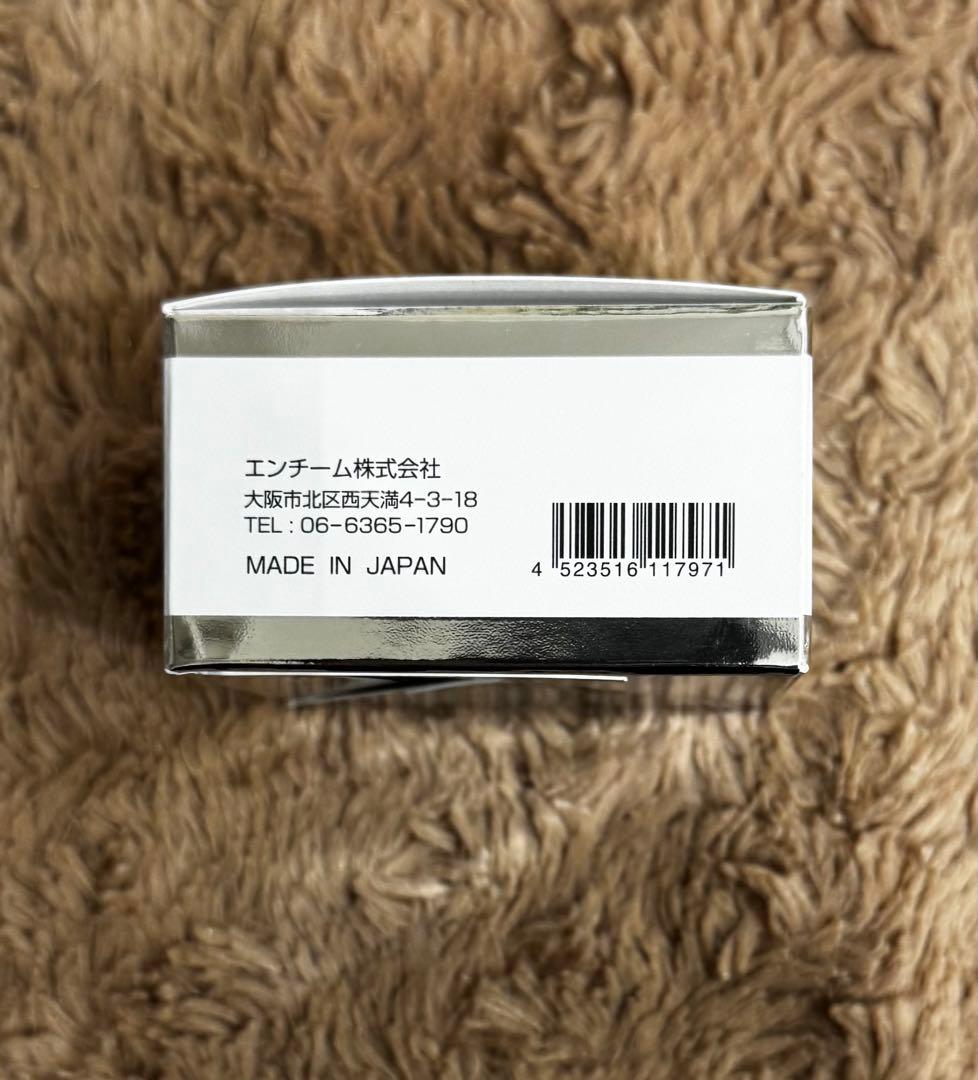 エンチーム株式会社
大阪市北区西天満4-3-18
TEL : 06-6365-1790
MADE IN JAPAN
4 523516 117971